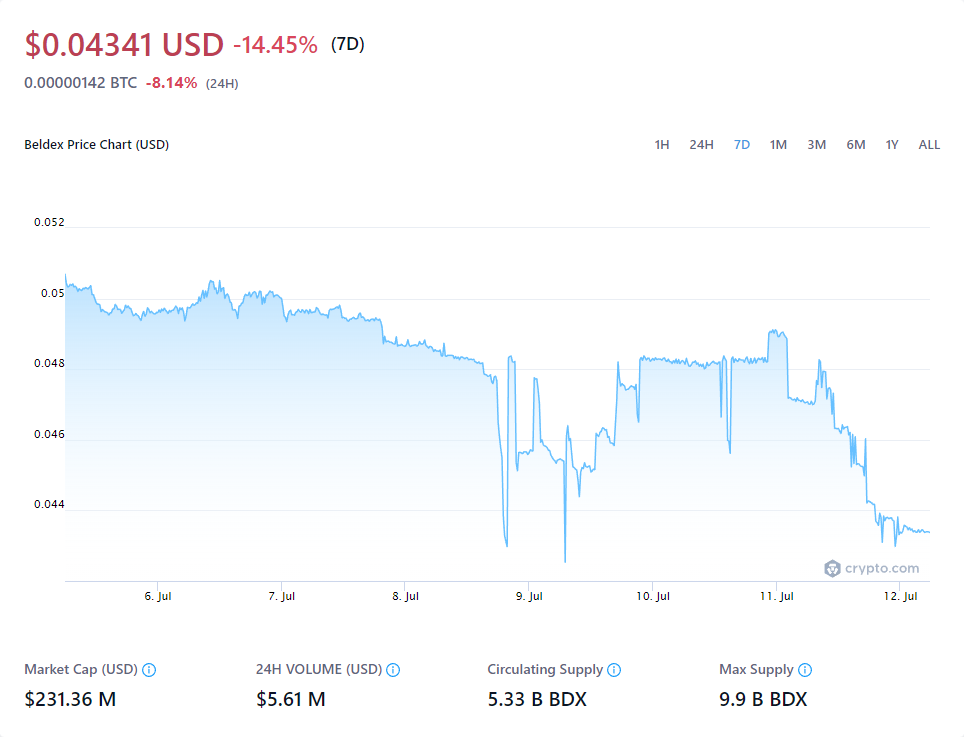 $0.04341 USD -14.45% (7D)
0.00000142 BTC -8.14% (24H)
Beldex Price Chart (USD)
1H 24H 7D 1M 3M 6M 1Y ALL
0.052
0.05
0.048
0.046
0.044
crypto.com
6. Jul 7. Jul 8. Jul 9. Jul 10. Jul 11. Jul 12. Jul
Market Cap (USD) 24H VOLUME (USD) Circulating Supply Max Supply
$231.36 M $5.61 M 5.33 B BDX 9.9 B BDX